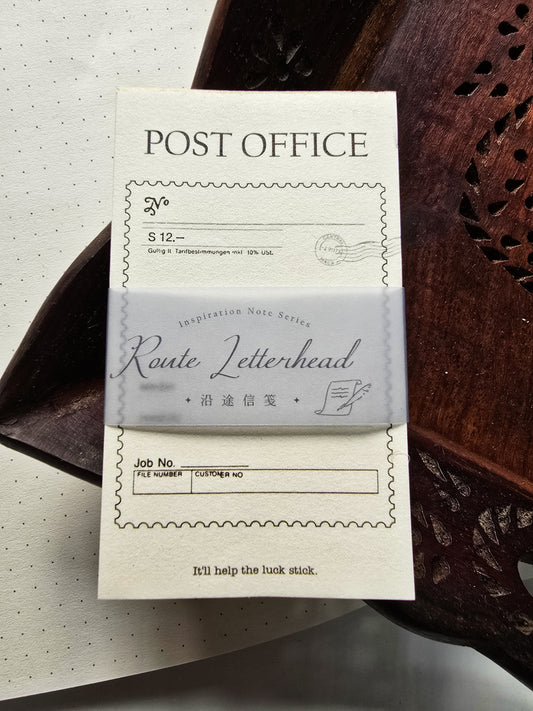 POST OFFICE
No
S 12.—
Gultig lt. Tarifbestimmungen inkl. 10% USt.
Inspiration Note Series
Route Letterhead
沿途信笺
Job No.
FILE NUMBER CUSTOMER NO
It'll help the luck stick.